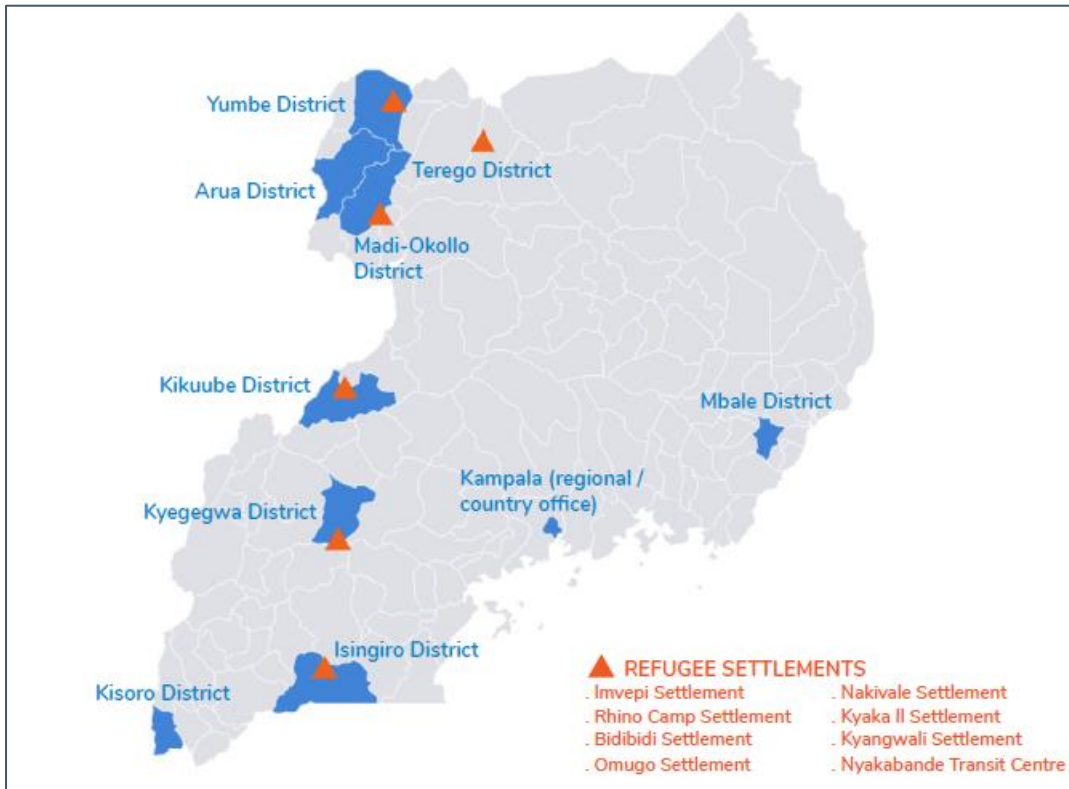 Yumbe District
Terego District
Arua District
Madi-Okollo
District
Kikuube District
Mbale District
Kampala (regional /
country office)
Kyegegwa District
Isingiro District
Kisoro District
REFUGEE SETTLEMENTS
. Imvepi Settlement
. Rhino Camp Settlement
. Bidibidi Settlement
. Omugo Settlement
. Nakivale Settlement
. Kyaka ll Settlement
. Kyangwali Settlement
. Nyakabande Transit Centre